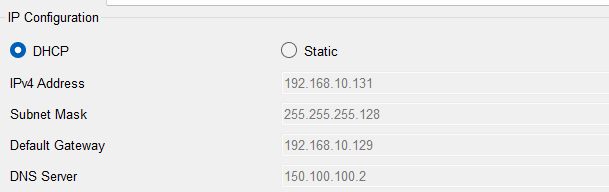 IP Configuration
DHCP Static
IPv4 Address 192.168.10.131
Subnet Mask 255.255.255.128
Default Gateway 192.168.10.129
DNS Server 150.100.100.2